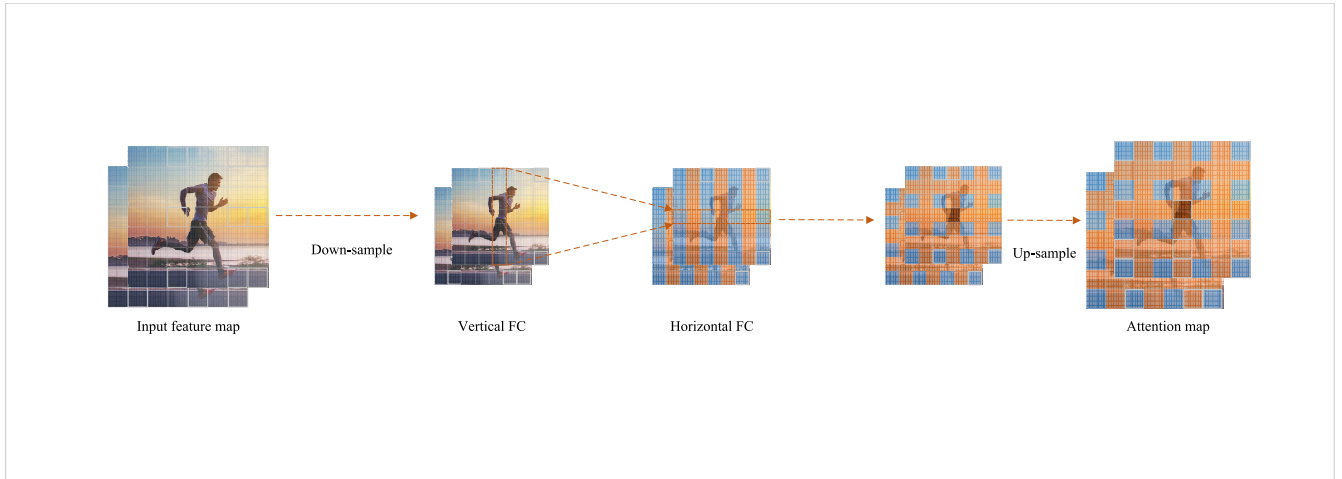 Down-sample
Up-sample
Input feature map
Vertical FC
Horizontal FC
Attention map